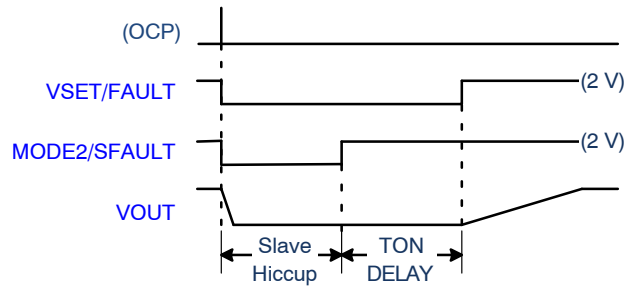 (OCP)
VSET/FAULT
(2 V)
MODE2/SFAULT
(2 V)
VOUT
Slave
Hiccup
TON
DELAY